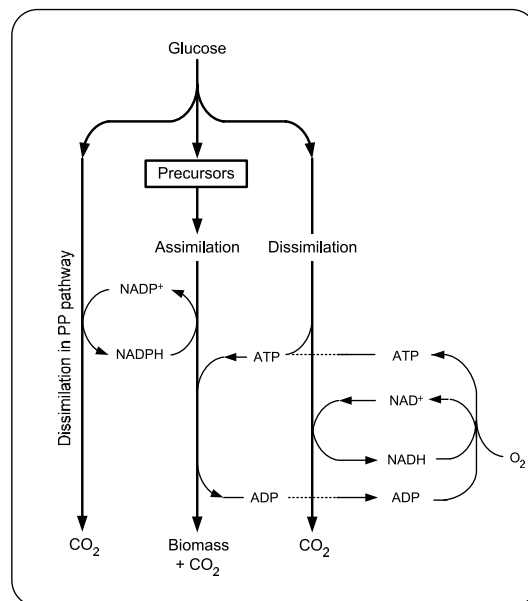 Glucose
Precursors
Assimilation
Dissimilation
Dissimilation in PP pathway
NADP⁺
NADPH
ATP
ATP
NAD⁺
NADH
O₂
ADP
ADP
CO₂
Biomass
+ CO₂
CO₂